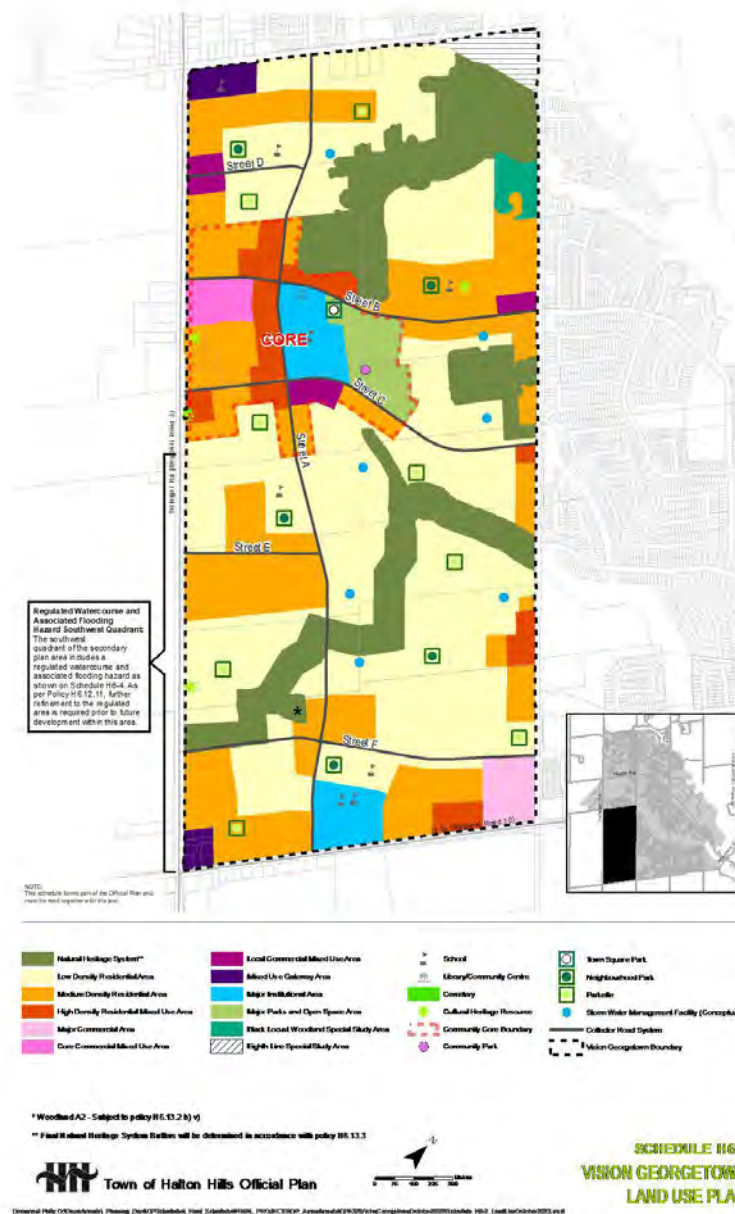 Street D
Street B
CORE
Street C
Street A
Street E
Street F
Regulated Watercourse and
Associated Flooding
Hazard Southwest Quadrant:
The southwest
quadrant of the secondary
plan area includes a
regulated watercourse and
associated flooding hazard as
shown on Schedule H6-4. As
per Policy H6.12.11, further
refinement to the regulated
area is required prior to future
development within this area.
NOTE:
This schedule forms part of the Official Plan and
must be read together with the text.
Natural Heritage System**
Low Density Residential Area
Medium Density Residential Area
High Density Residential Mixed Use Area
Major Commercial Area
Core Commercial Mixed Use Area
Local Commercial Mixed Use Area
Mixed Use Gateway Area
Major Institutional Area
Major Parks and Open Space Area
Black Locust Woodland Special Study Area
Eighth Line Special Study Area
School
Library/Community Centre
Cemetery
Cultural Heritage Resource
Community Core Boundary
Community Park
Town Square Park
Neighbourhood Park
Parkette
Storm Water Management Facility (Conceptual
Collector Road System
Vision Georgetown Boundary
* Woodland A2 - Subject to policy H6.13.2 b) v)
** Final Natural Heritage System Buffers will be determined in accordance with policy H6.13.3
Town of Halton Hills Official Plan
SCHEDULE H6
VISION GEORGETOW
LAND USE PLA